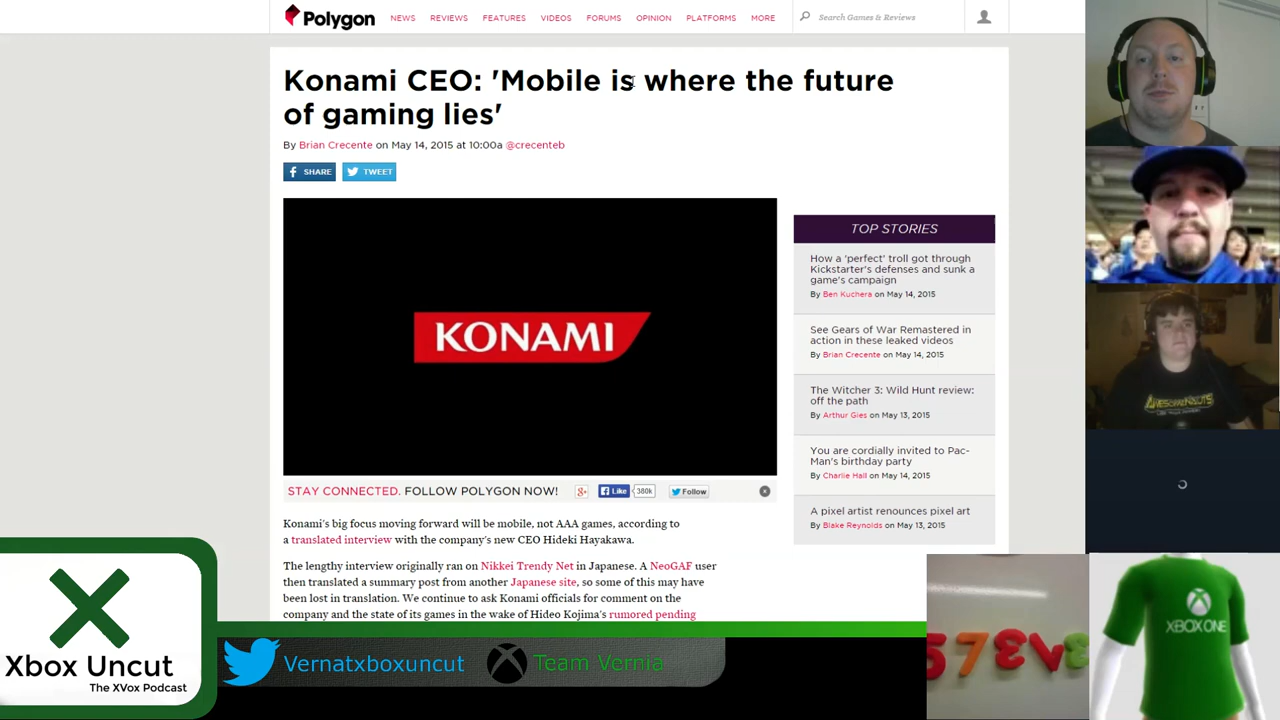 Polygon
NEWS REVIEWS FEATURES VIDEOS FORUMS OPINION PLATFORMS MORE
Search Games & Reviews
Konami CEO: 'Mobile is where the future
of gaming lies'
By Brian Crecente on May 14, 2015 at 10:00a @crecenteb
SHARE TWEET
KONAMI
TOP STORIES
How a 'perfect' troll got through
Kickstarter's defenses and sunk a
game's campaign
By Ben Kuchera on May 14, 2015
See Gears of War Remastered in
action in these leaked videos
By Brian Crecente on May 14, 2015
The Witcher 3: Wild Hunt review:
off the path
By Arthur Gies on May 13, 2015
You are cordially invited to Pac-
Man's birthday party
By Charlie Hall on May 14, 2015
A pixel artist renounces pixel art
By Blake Reynolds on May 13, 2015
STAY CONNECTED. FOLLOW POLYGON NOW! g+ Like 380k Follow
Konami's big focus moving forward will be mobile, not AAA games, according to
a translated interview with the company's new CEO Hideki Hayakawa.
The lengthy interview originally ran on Nikkei Trendy Net in Japanese. A NeoGAF user
then translated a summary post from another Japanese site, so some of this may have
been lost in translation. We continue to ask Konami officials for comment on the
company and the state of its games in the wake of Hideo Kojima's rumored pending
AWESOMENAUTS
Xbox Uncut
The XVox Podcast
Vernatxboxuncut
Team Vernia
XBOX ONE